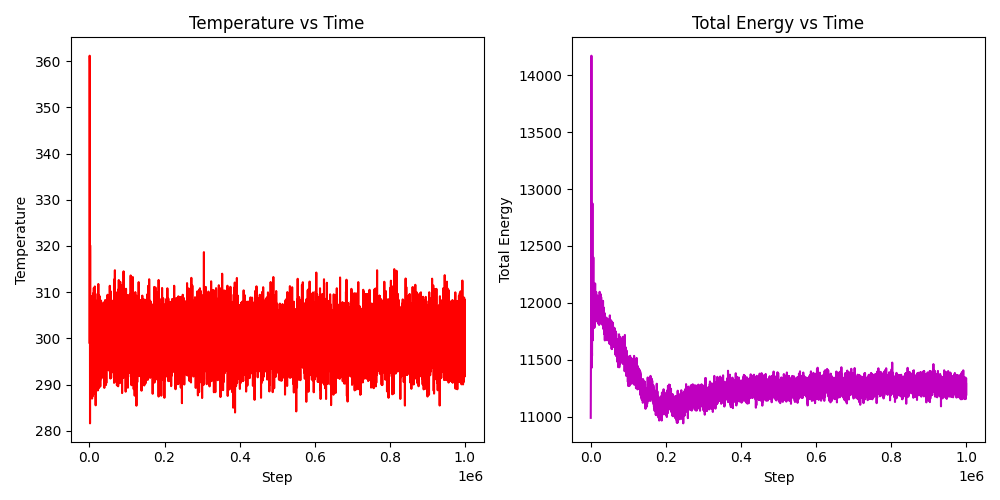 Temperature vs Time
Temperature
360
350
340
330
320
310
300
290
280
0.0 0.2 0.4 0.6 0.8 1.0
1e6
Step
Total Energy vs Time
Total Energy
14000
13500
13000
12500
12000
11500
11000
0.0 0.2 0.4 0.6 0.8 1.0
1e6
Step